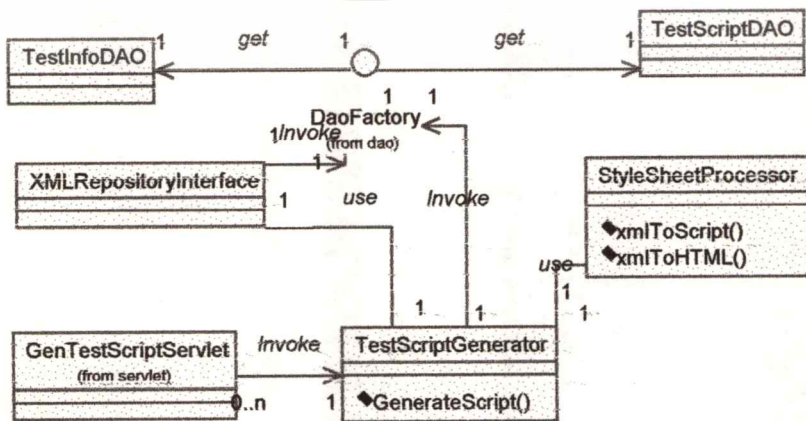 1 get 1 get 1
TestInfoDAO
TestScriptDAO
1 1
DaoFactory
(from dao)
1 Invoke
1
XMLRepositoryInterface
1 use Invoke
StyleSheetProcessor
xmlToScript()
xmlToHTML()
use
1
1 1 1
GenTestScriptServlet
(from servlet)
Invoke
TestScriptGenerator
0..n 1
GenerateScript()